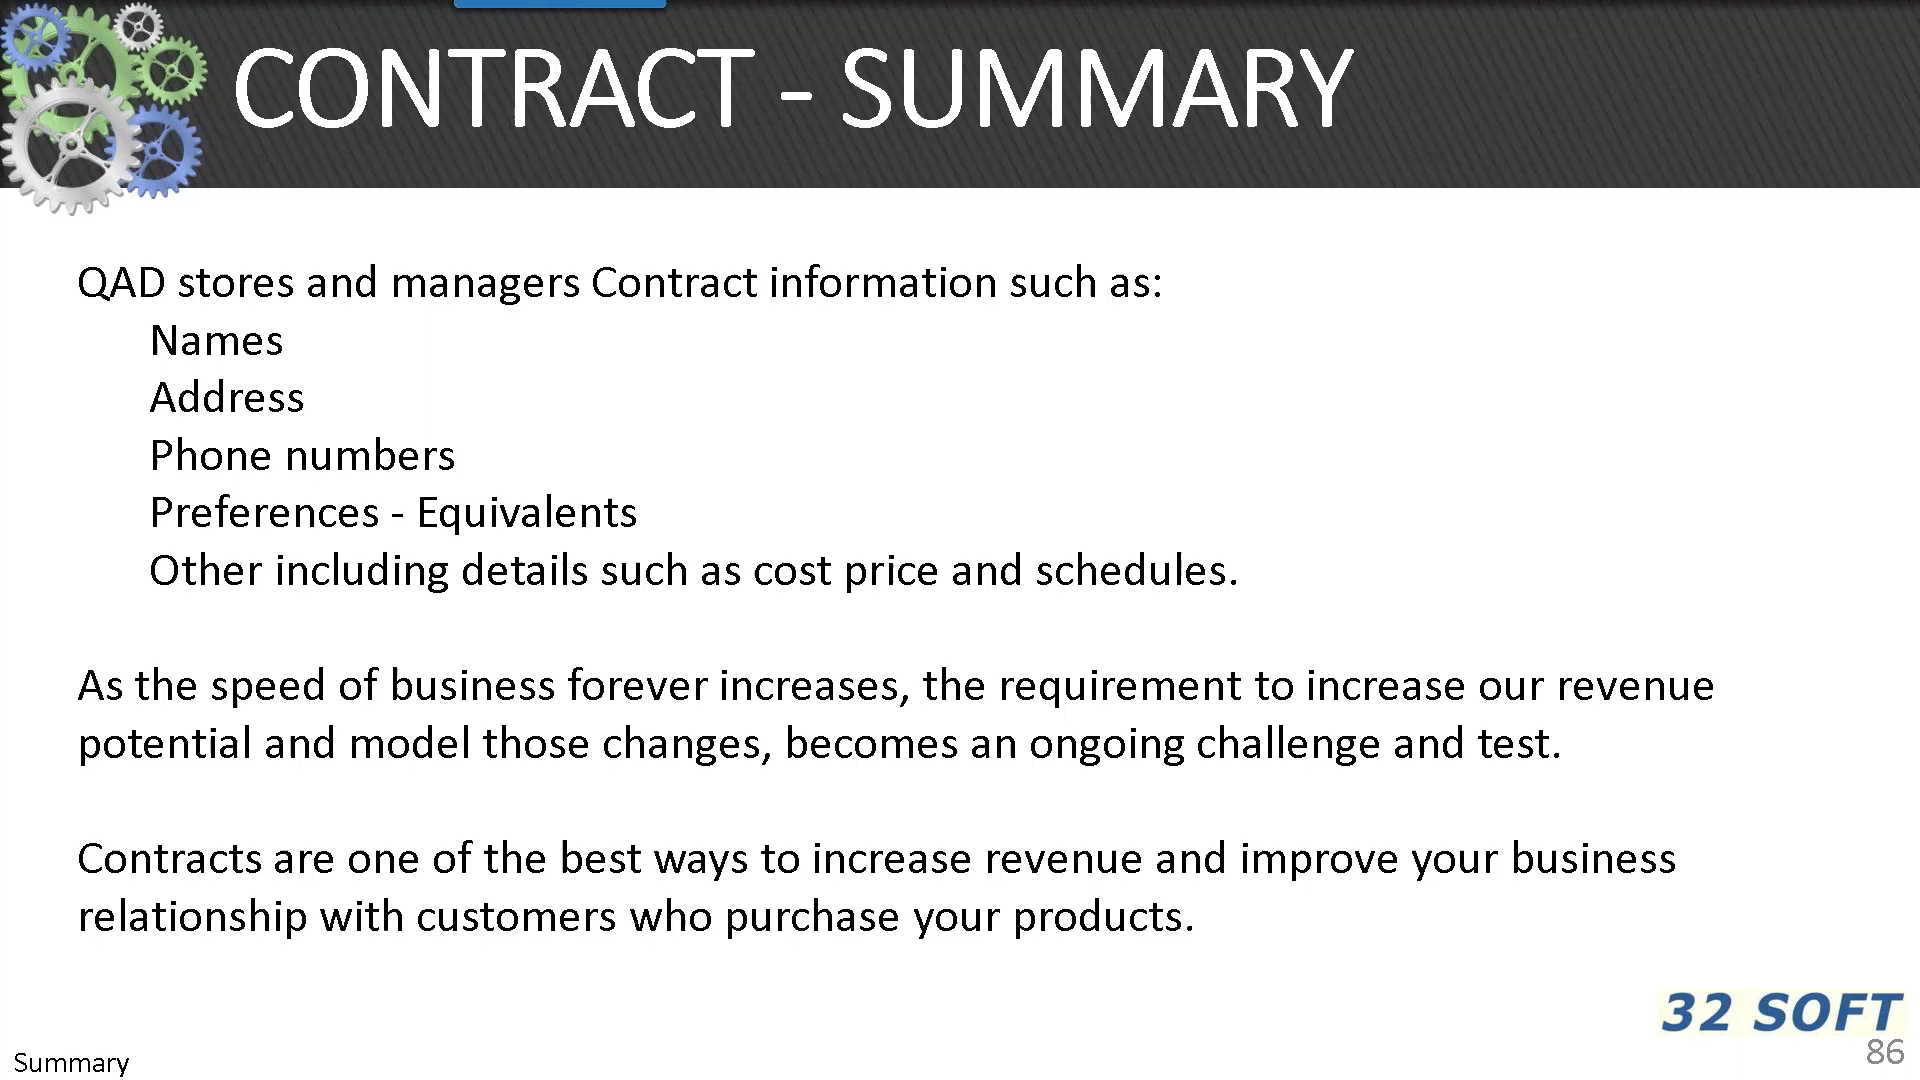 CONTRACT - SUMMARY
QAD stores and managers Contract information such as:
Names
Address
Phone numbers
Preferences - Equivalents
Other including details such as cost price and schedules.
As the speed of business forever increases, the requirement to increase our revenue
potential and model those changes, becomes an ongoing challenge and test.
Contracts are one of the best ways to increase revenue and improve your business
relationship with customers who purchase your products.
32 SOFT
86
Summary